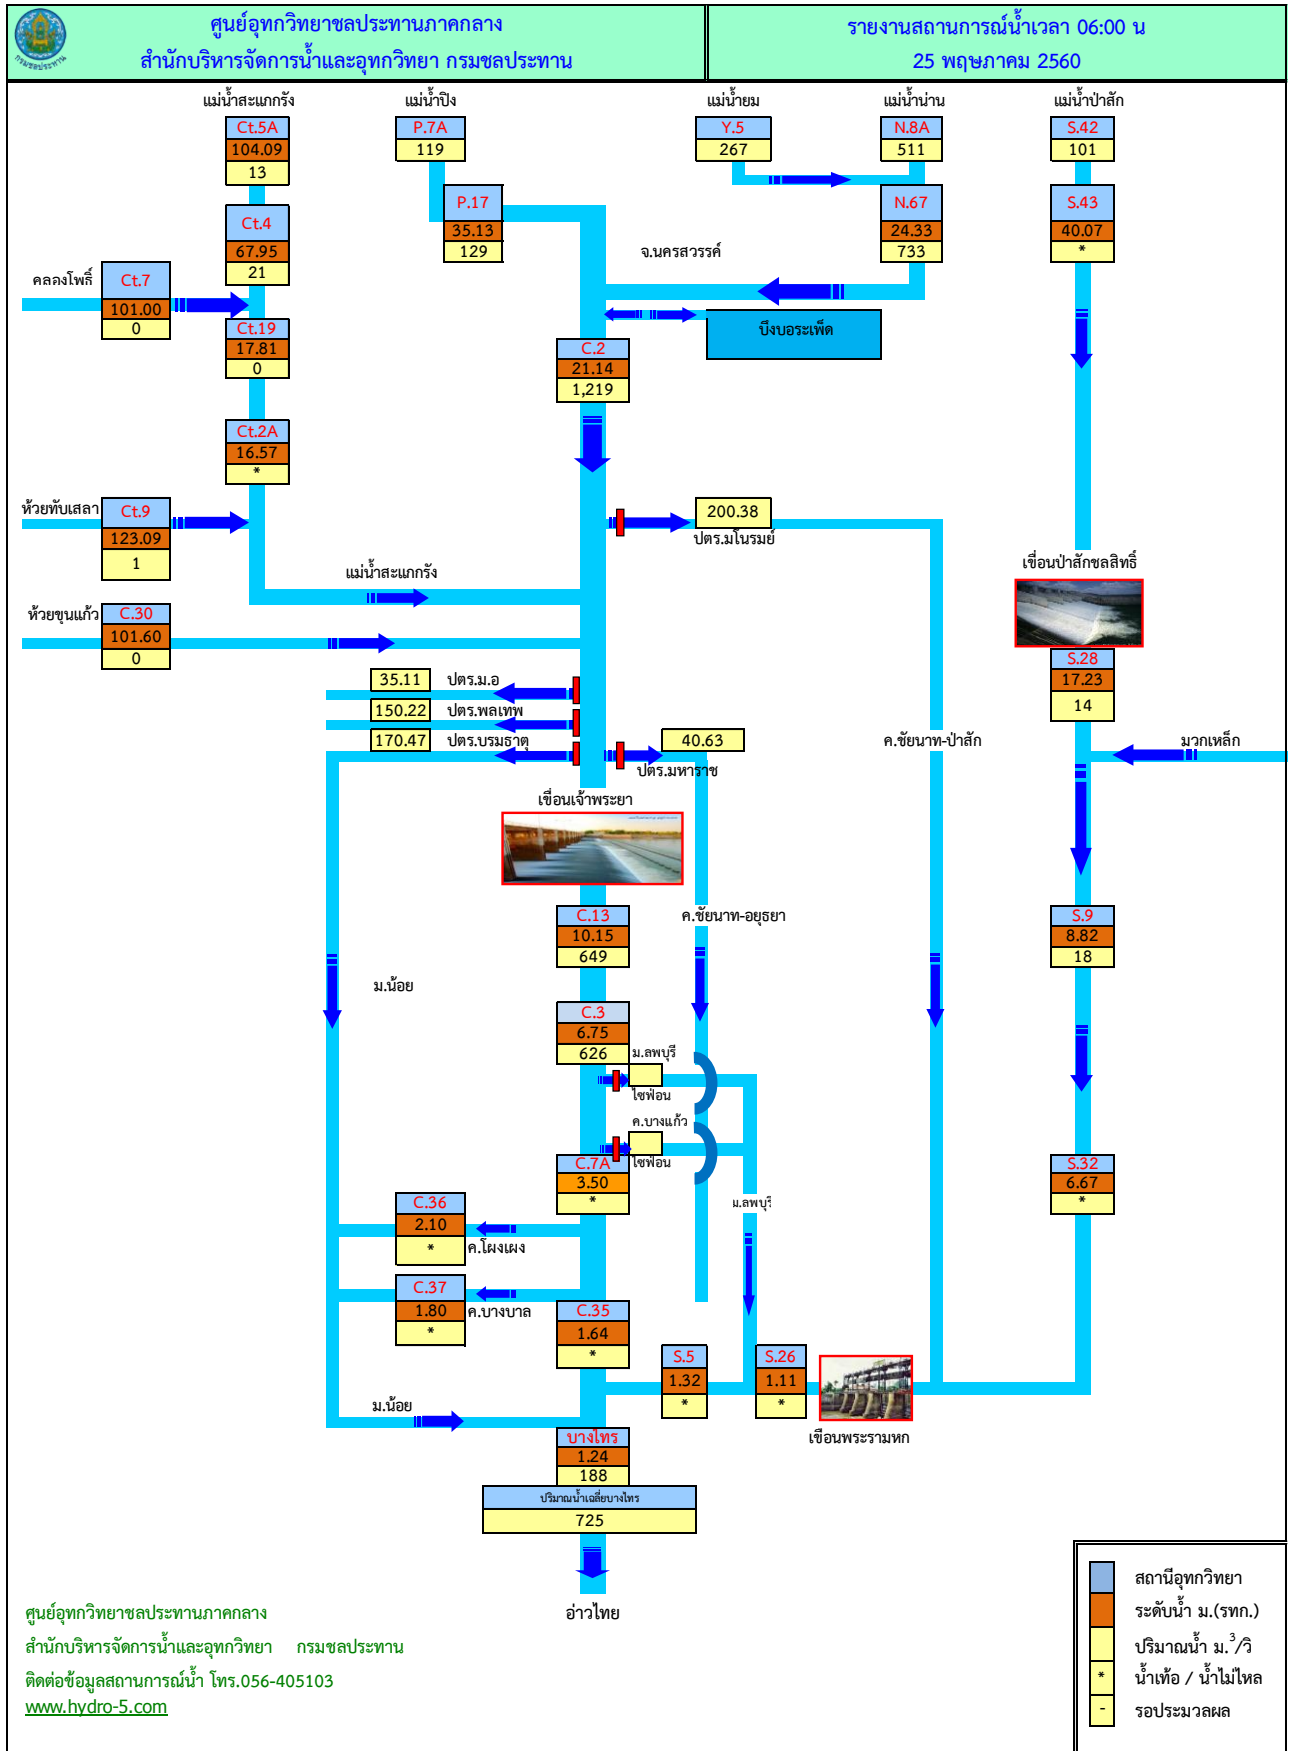 ศูนย์อุทกวิทยาชลประทานภาคกลาง
สำนักบริหารจัดการน้ำและอุทกวิทยา กรมชลประทาน
รายงานสถานการณ์น้ำเวลา 06:00 น
25 พฤษภาคม 2560
กรมชลประทาน
แม่น้ำสะแกกรัง
แม่น้ำปิง
แม่น้ำยม
แม่น้ำน่าน
แม่น้ำป่าสัก
Ct.5A
104.09
13
P.7A
119
Y.5
267
N.8A
511
S.42
101
Ct.4
67.95
21
P.17
35.13
129
N.67
24.33
733
S.43
40.07
*
จ.นครสวรรค์
คลองโพธิ์
Ct.7
101.00
0
Ct.19
17.81
0
บึงบอระเพ็ด
C.2
21.14
1,219
Ct.2A
16.57
*
ห้วยทับเสลา
Ct.9
123.09
1
200.38
ปตร.มโนรมย์
แม่น้ำสะแกกรัง
เขื่อนป่าสักชลสิทธิ์
ห้วยขุนแก้ว
C.30
101.60
0
S.28
17.23
14
35.11
ปตร.ม.อ
150.22
ปตร.พลเทพ
170.47
ปตร.บรมธาตุ
40.63
ปตร.มหาราช
ค.ชัยนาท-ป่าสัก
มวกเหล็ก
เขื่อนเจ้าพระยา
C.13
10.15
649
ค.ชัยนาท-อยุธยา
S.9
8.82
18
ม.น้อย
C.3
6.75
626
ม.ลพบุรี
ไซฟ่อน
ค.บางแก้ว
ไซฟ่อน
C.7A
3.50
*
S.32
6.67
*
C.36
2.10
*
ค.โผงเผง
ม.ลพบุรี
C.37
1.80
*
ค.บางบาล
C.35
1.64
*
S.5
1.32
*
S.26
1.11
*
ม.น้อย
เขือนพระรามหก
บางไทร
1.24
188
ปริมาณน้ำเฉลี่ยบางไทร
725
อ่าวไทย
สถานีอุทกวิทยา
ระดับน้ำ ม.(รทก.)
ปริมาณน้ำ ม.³/วิ
* น้ำเท้อ / น้ำไม่ไหล
- รอประมวลผล
ศูนย์อุทกวิทยาชลประทานภาคกลาง
สำนักบริหารจัดการน้ำและอุทกวิทยา กรมชลประทาน
ติดต่อข้อมูลสถานการณ์น้ำ โทร.056-405103
www.hydro-5.com